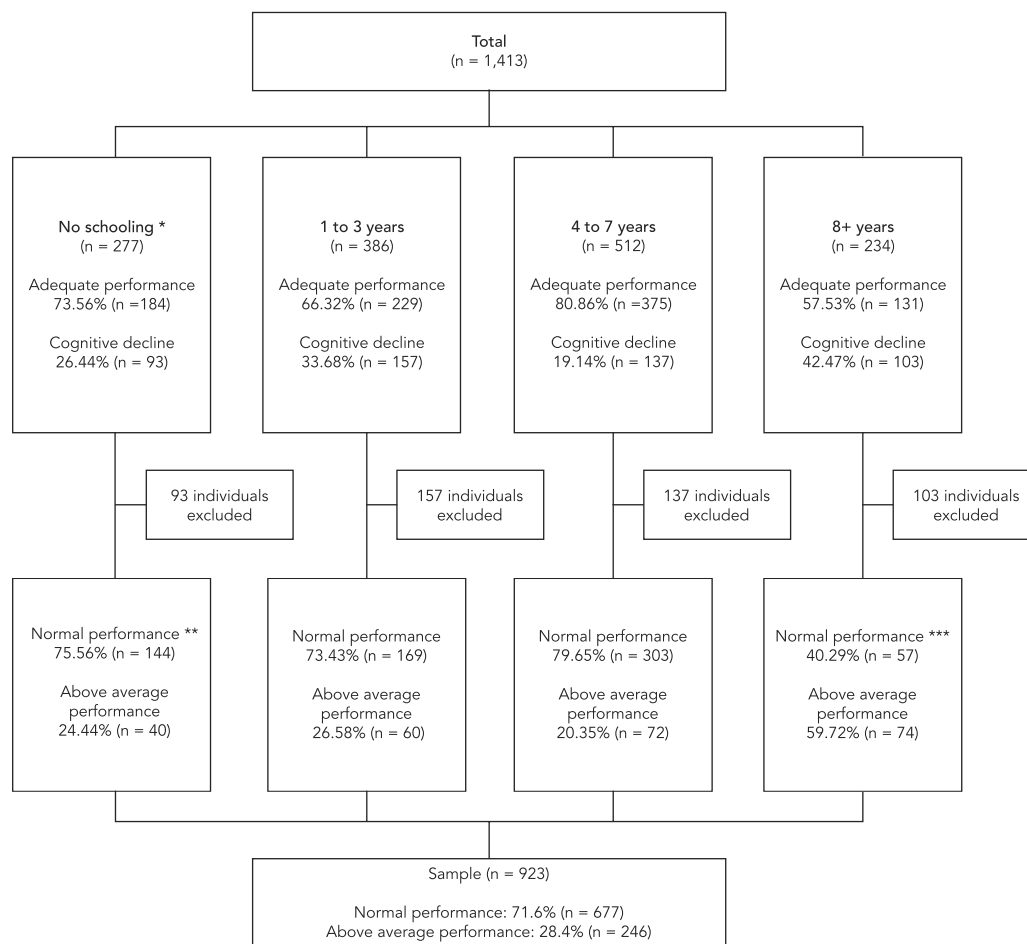 Total
(n = 1,413)
No schooling *
(n = 277)
Adequate performance
73.56% (n =184)
Cognitive decline
26.44% (n = 93)
1 to 3 years
(n = 386)
Adequate performance
66.32% (n = 229)
Cognitive decline
33.68% (n = 157)
4 to 7 years
(n = 512)
Adequate performance
80.86% (n =375)
Cognitive decline
19.14% (n = 137)
8+ years
(n = 234)
Adequate performance
57.53% (n = 131)
Cognitive decline
42.47% (n = 103)
93 individuals
excluded
157 individuals
excluded
137 individuals
excluded
103 individuals
excluded
Normal performance **
75.56% (n = 144)
Above average
performance
24.44% (n = 40)
Normal performance
73.43% (n = 169)
Above average
performance
26.58% (n = 60)
Normal performance
79.65% (n = 303)
Above average
performance
20.35% (n = 72)
Normal performance ***
40.29% (n = 57)
Above average
performance
59.72% (n = 74)
Sample (n = 923)
Normal performance: 71.6% (n = 677)
Above average performance: 28.4% (n = 246)